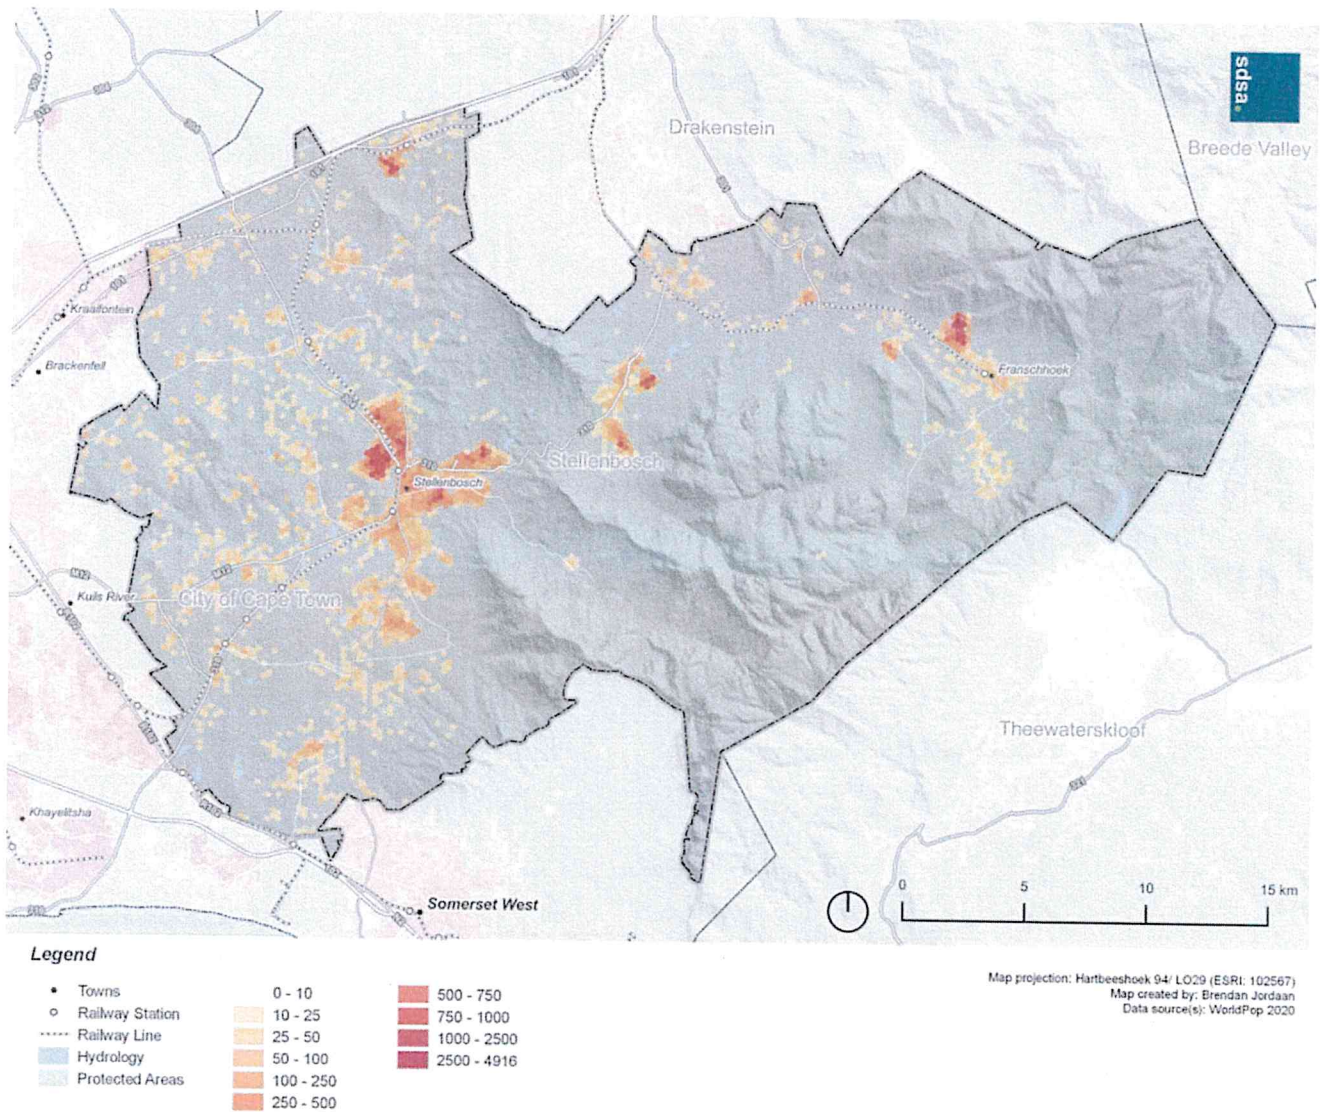 sdsa.
Drakenstein
Breede Valley
Kraaifontein
Brackenfell
Franschhoek
Stellenbosch
Stellenbosch
M12
M12
Kuils River
City of Cape Town
Theewaterskloof
Khayelitsha
Somerset West
0 5 10 15 km
Legend
Towns
Railway Station
Railway Line
Hydrology
Protected Areas
0 - 10
10 - 25
25 - 50
50 - 100
100 - 250
250 - 500
500 - 750
750 - 1000
1000 - 2500
2500 - 4916
Map projection: Hartbeeshoek 94/ LO29 (ESRI: 102567)
Map created by: Brendan Jordaan
Data source(s): WorldPop 2020